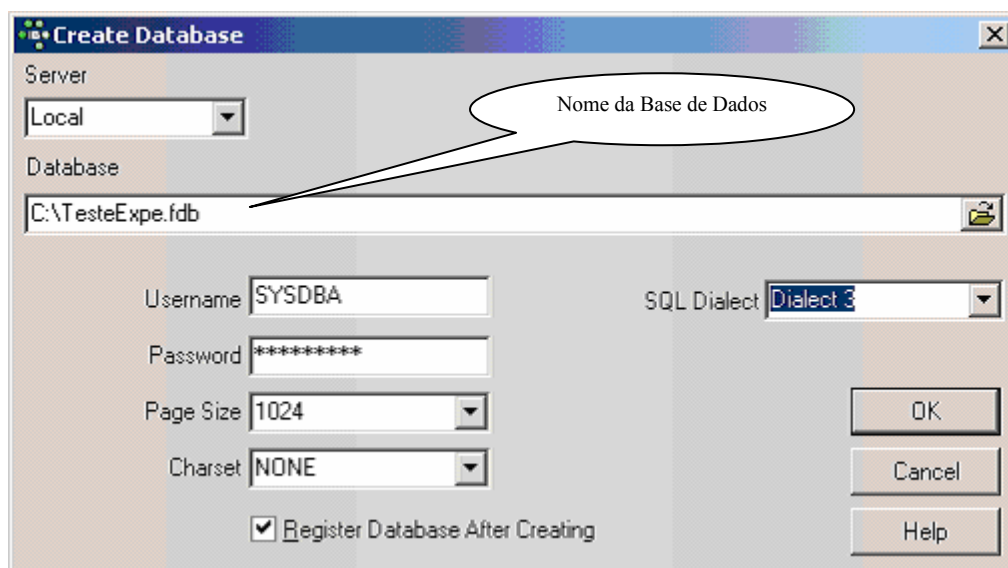 Create Database
Server
Local
Nome da Base de Dados
Database
C:\TesteExpe.fdb
Username SYSDBA
SQL Dialect Dialect 3
Password *********
Page Size 1024
OK
Charset NONE
Cancel
Register Database After Creating
Help